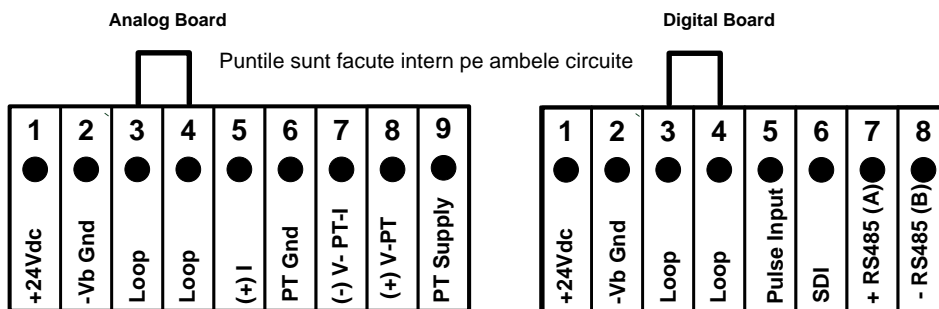 Analog Board
Digital Board
Puntile sunt facute intern pe ambele circuite
1 2 3 4 5 6 7 8 9
+24Vdc
-Vb Gnd
Loop
Loop
(+) I
PT Gnd
(-) V- PT-I
(+) V-PT
PT Supply
1 2 3 4 5 6 7 8
+24Vdc
-Vb Gnd
Loop
Loop
Pulse Input
SDI
+ RS485 (A)
- RS485 (B)